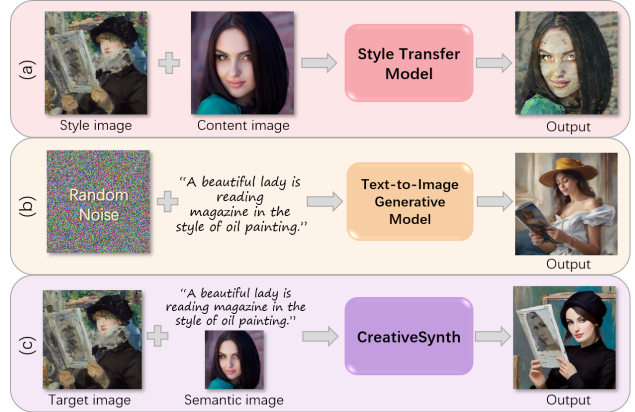 (a)
Style image
Content image
Style Transfer
Model
Output
(b)
Random
Noise
“A beautiful lady is
reading
magazine in the
style of oil painting.”
Text-to-Image
Generative
Model
Output
(c)
Target image
“A beautiful lady is
reading magazine in the
style of oil painting.”
Semantic image
CreativeSynth
Output